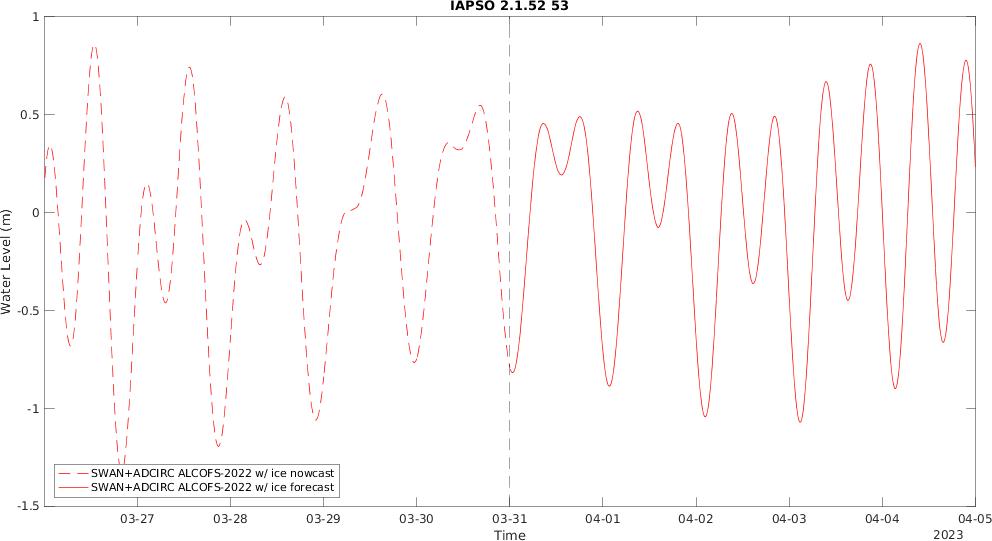 IAPSO 2.1.52 53
1
0.5
0
-0.5
-1
-1.5
Water Level (m)
SWAN+ADCIRC ALCOFS-2022 w/ ice nowcast
SWAN+ADCIRC ALCOFS-2022 w/ ice forecast
03-27 03-28 03-29 03-30 03-31 04-01 04-02 04-03 04-04 04-05
Time
2023